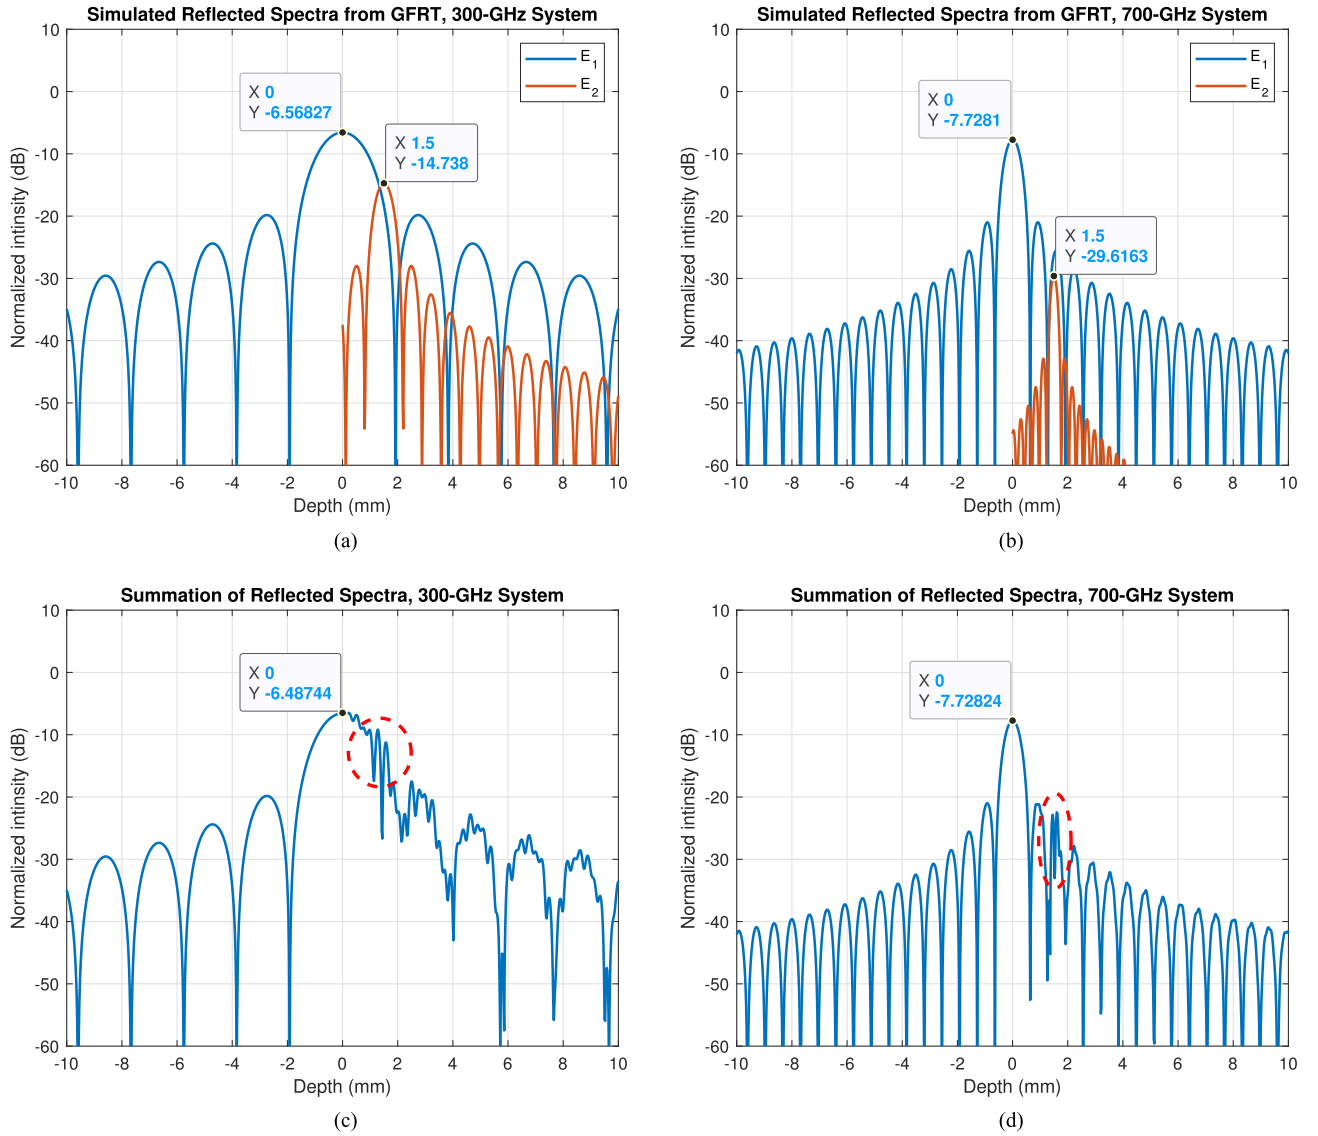 Simulated Reflected Spectra from GFRT, 300-GHz System
10
0
-10
-20
-30
-40
-50
-60
Normalized intinsity (dB)
X 0
Y -6.56827
X 1.5
Y -14.738
E1
E2
-10 -8 -6 -4 -2 0 2 4 6 8 10
Depth (mm)
(a)
Simulated Reflected Spectra from GFRT, 700-GHz System
10
0
-10
-20
-30
-40
-50
-60
Normalized intinsity (dB)
X 0
Y -7.7281
X 1.5
Y -29.6163
E1
E2
-10 -8 -6 -4 -2 0 2 4 6 8 10
Depth (mm)
(b)
Summation of Reflected Spectra, 300-GHz System
10
0
-10
-20
-30
-40
-50
-60
Normalized intinsity (dB)
X 0
Y -6.48744
-10 -8 -6 -4 -2 0 2 4 6 8 10
Depth (mm)
(c)
Summation of Reflected Spectra, 700-GHz System
10
0
-10
-20
-30
-40
-50
-60
Normalized intinsity (dB)
X 0
Y -7.72824
-10 -8 -6 -4 -2 0 2 4 6 8 10
Depth (mm)
(d)